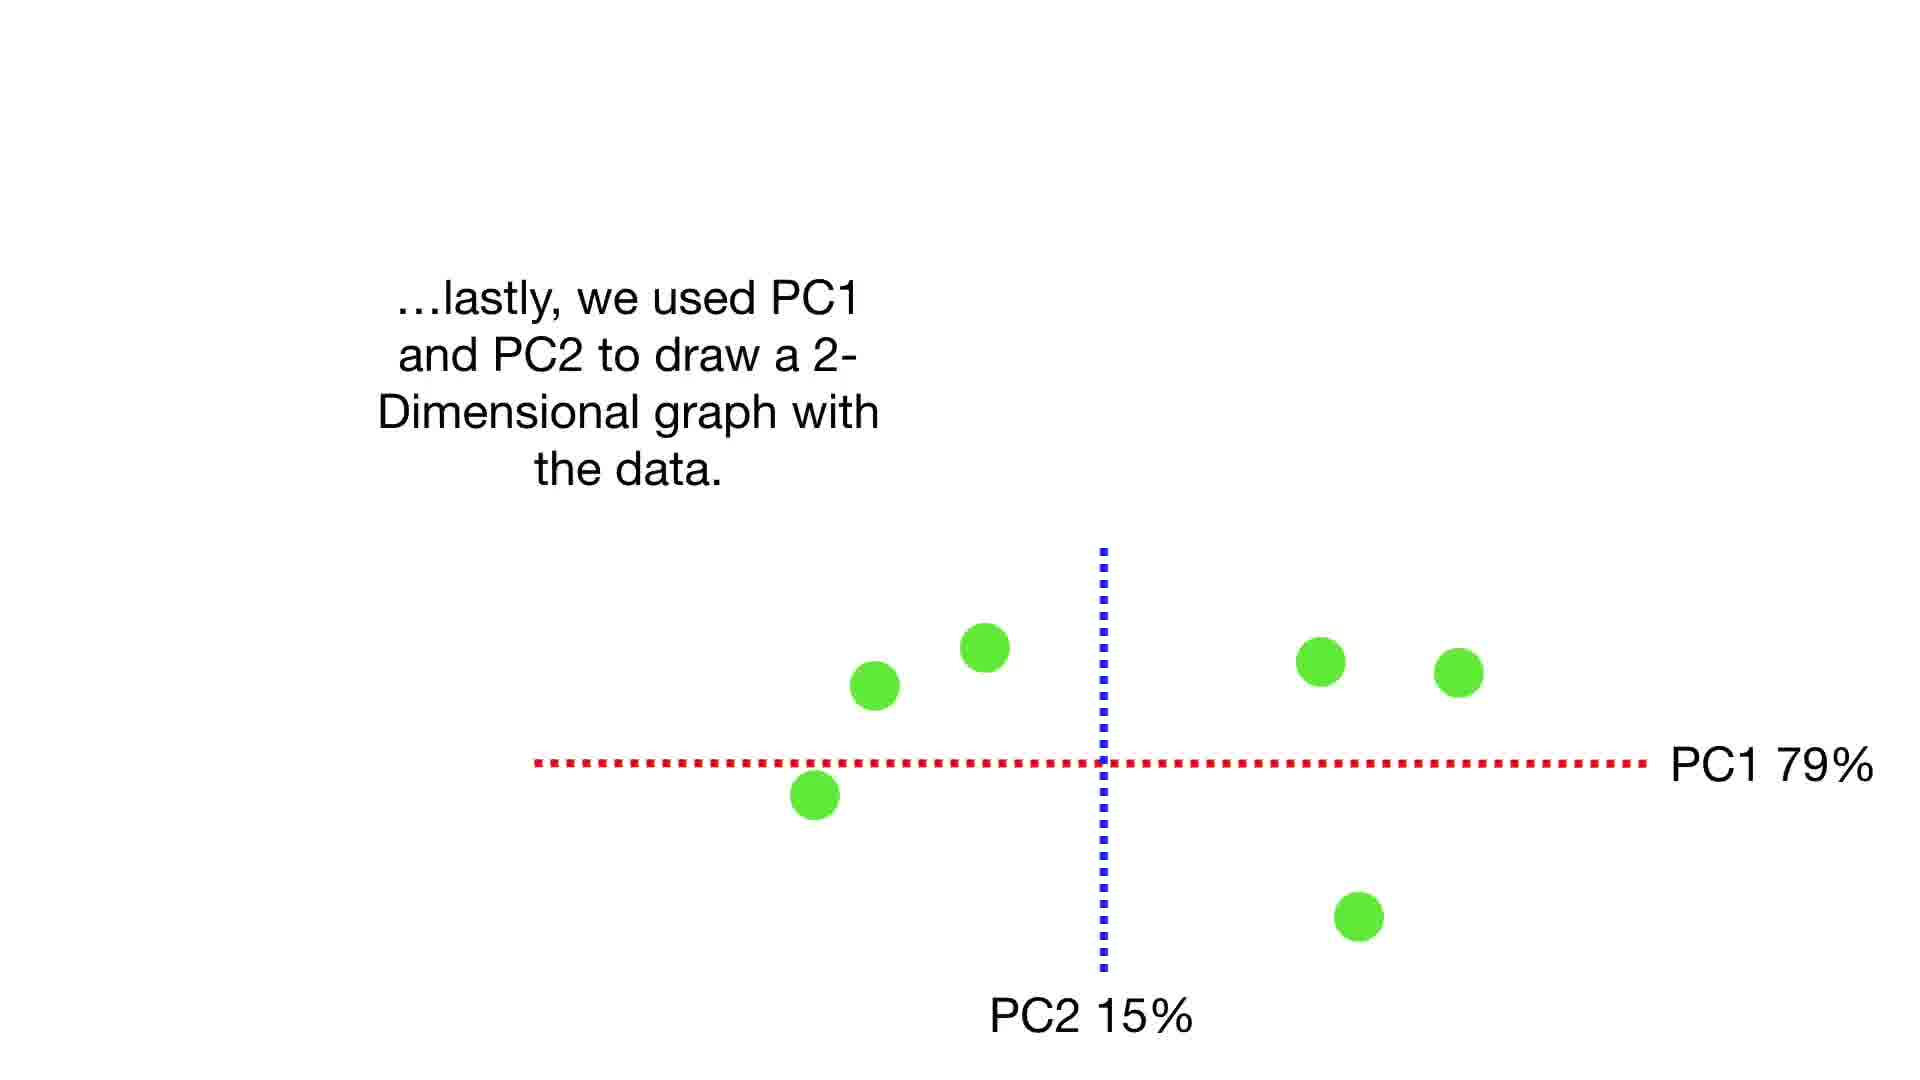 …lastly, we used PC1
and PC2 to draw a 2-
Dimensional graph with
the data.
PC1 79%
PC2 15%